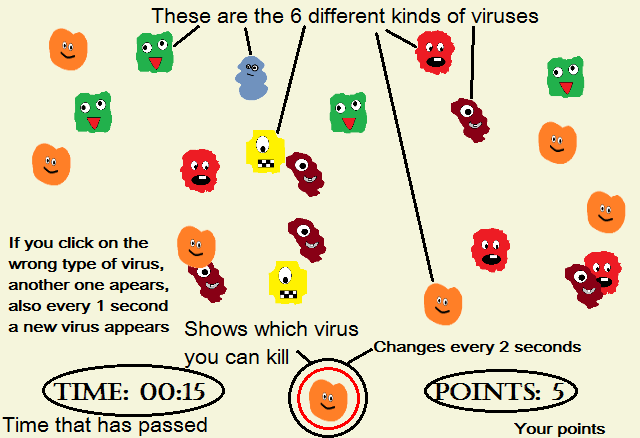 These are the 6 different kinds of viruses
If you click on the
wrong type of virus,
another one apears,
also every 1 second
a new virus appears
Shows which virus
you can kill
Changes every 2 seconds
TIME: 00:15
POINTS: 5
Time that has passed
Your points